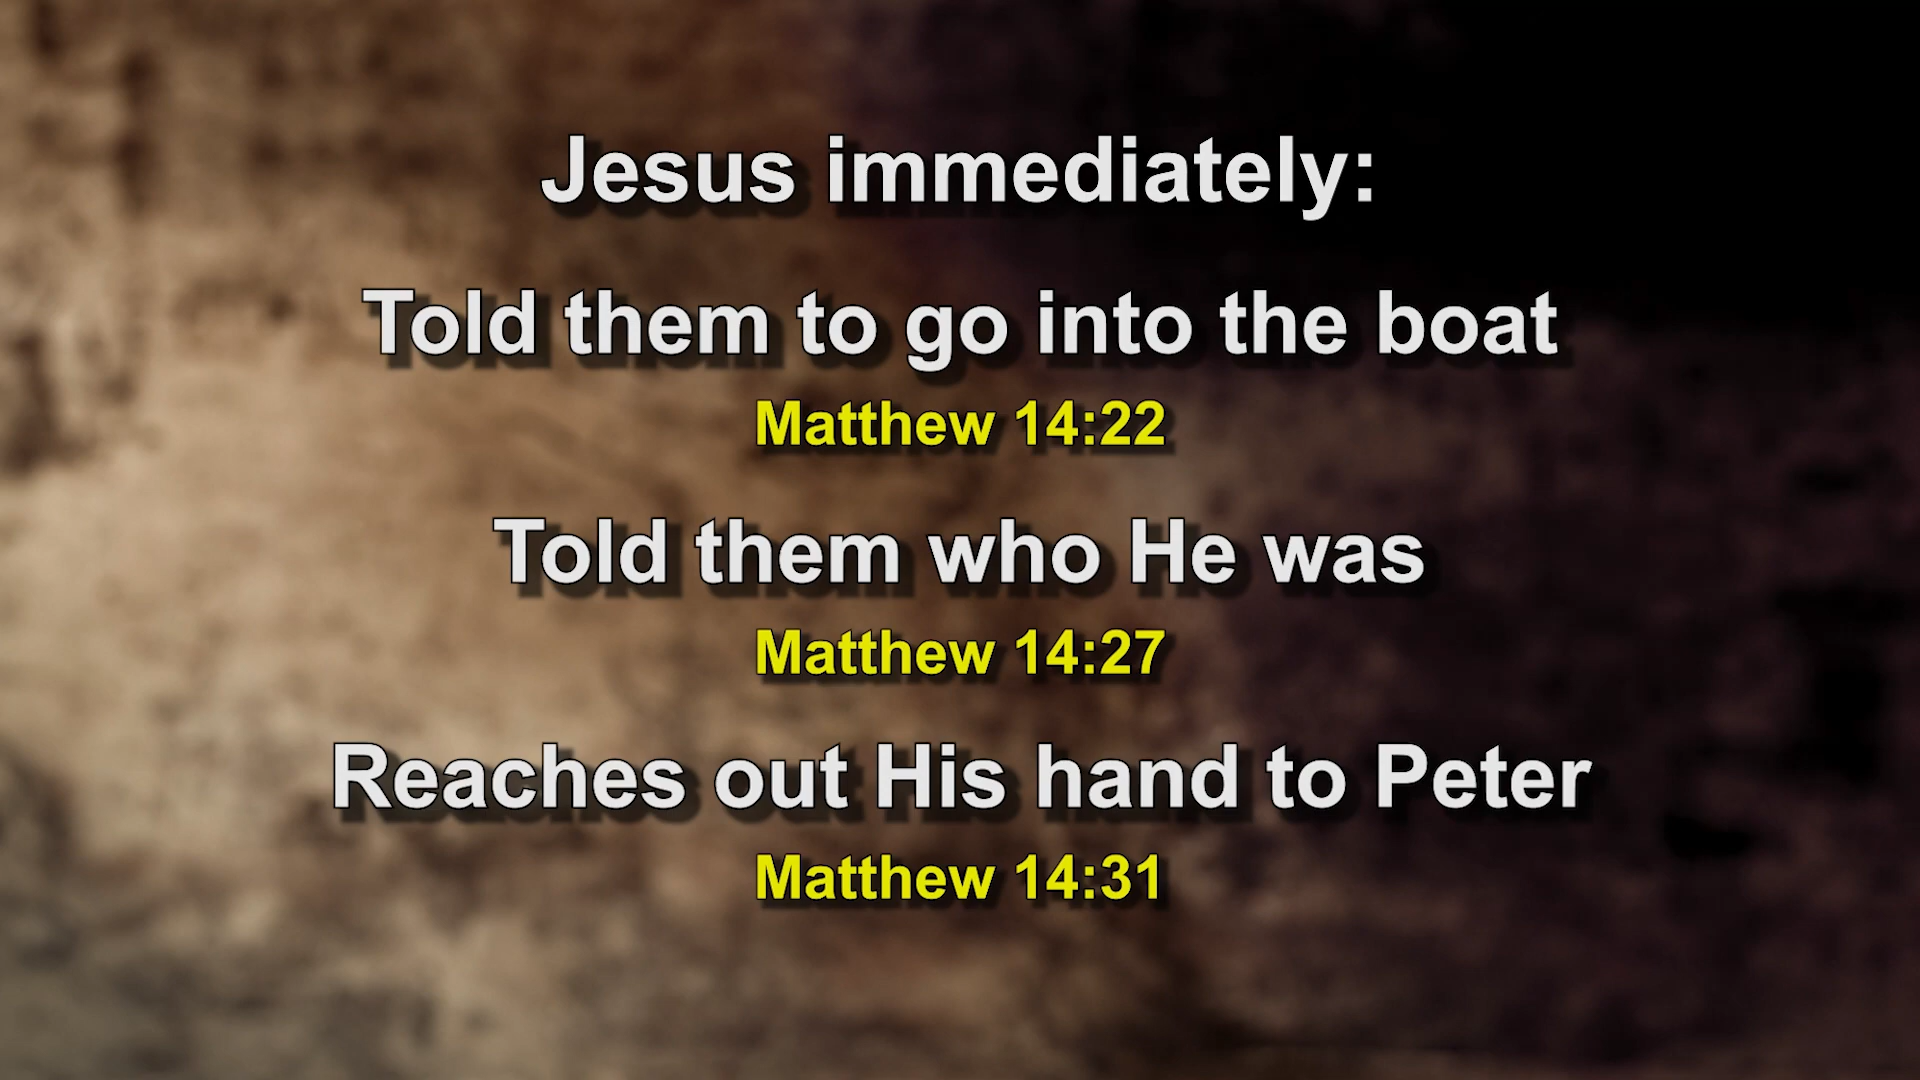 Jesus immediately:
Told them to go into the boat
Matthew 14:22
Told them who He was
Matthew 14:27
Reaches out His hand to Peter
Matthew 14:31